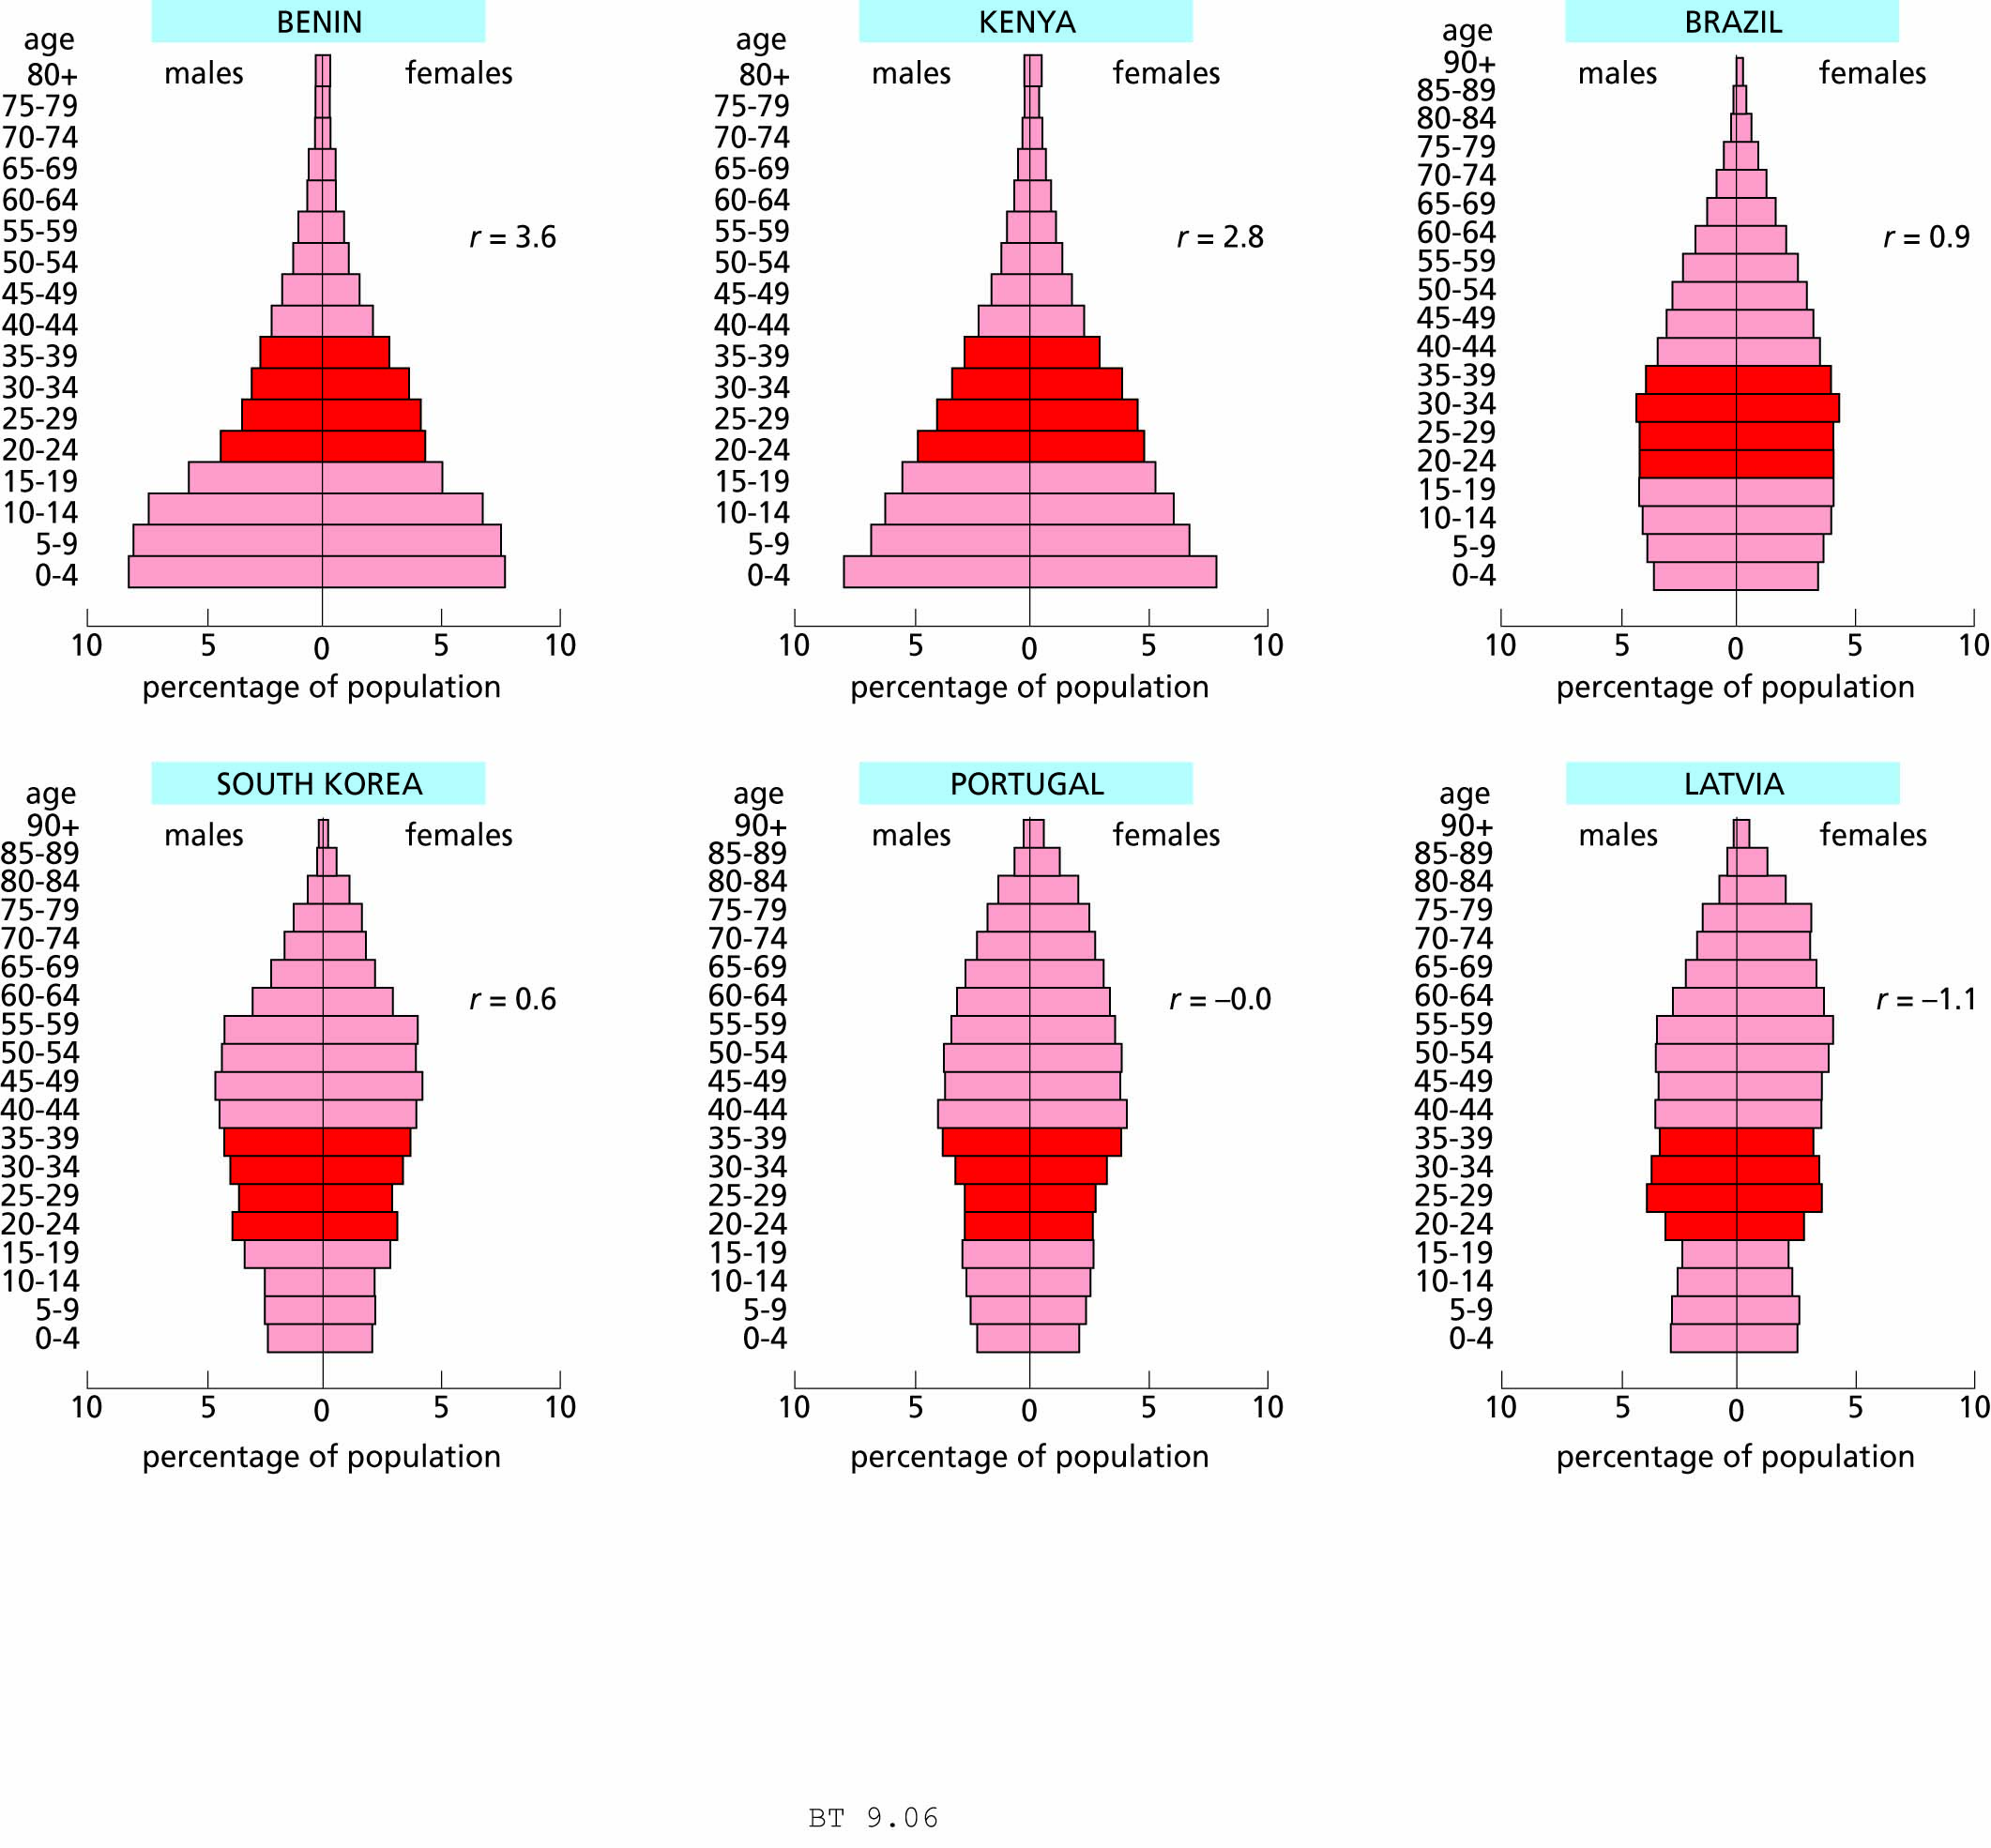 BENIN
age
males
females
80+
75-79
70-74
65-69
60-64
55-59
r = 3.6
50-54
45-49
40-44
35-39
30-34
25-29
20-24
15-19
10-14
5-9
0-4
10 5 0 5 10
percentage of population
KENYA
age
males
females
80+
75-79
70-74
65-69
60-64
55-59
r = 2.8
50-54
45-49
40-44
35-39
30-34
25-29
20-24
15-19
10-14
5-9
0-4
10 5 0 5 10
percentage of population
BRAZIL
age
90+
males
females
85-89
80-84
75-79
70-74
65-69
60-64
r = 0.9
55-59
50-54
45-49
40-44
35-39
30-34
25-29
20-24
15-19
10-14
5-9
0-4
10 5 0 5 10
percentage of population
SOUTH KOREA
age
90+
males
females
85-89
80-84
75-79
70-74
65-69
60-64
r = 0.6
55-59
50-54
45-49
40-44
35-39
30-34
25-29
20-24
15-19
10-14
5-9
0-4
10 5 0 5 10
percentage of population
PORTUGAL
age
90+
males
females
85-89
80-84
75-79
70-74
65-69
60-64
r = –0.0
55-59
50-54
45-49
40-44
35-39
30-34
25-29
20-24
15-19
10-14
5-9
0-4
10 5 0 5 10
percentage of population
LATVIA
age
90+
males
females
85-89
80-84
75-79
70-74
65-69
60-64
r = –1.1
55-59
50-54
45-49
40-44
35-39
30-34
25-29
20-24
15-19
10-14
5-9
0-4
10 5 0 5 10
percentage of population
BT 9.06